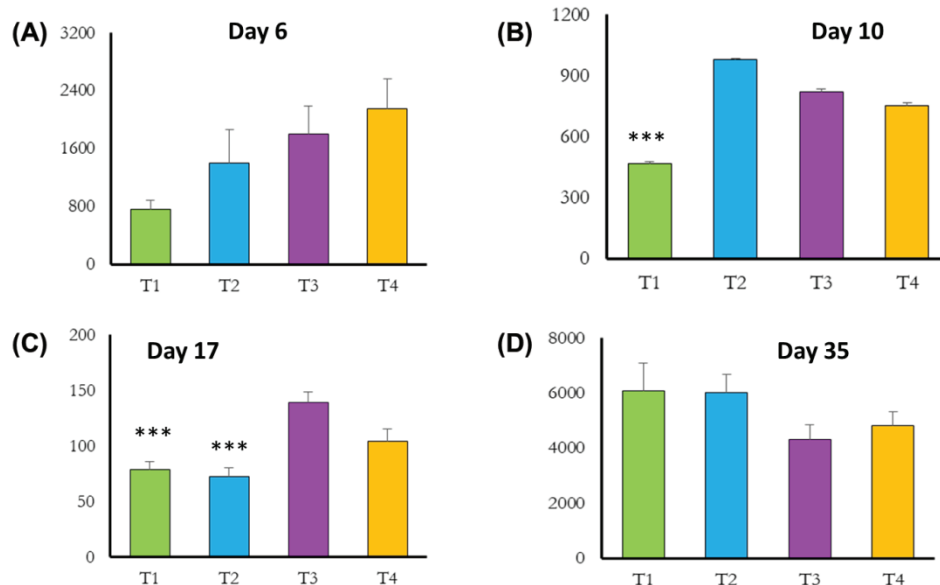 (A) Day 6
3200
2400
1600
800
0
T1 T2 T3 T4
(B) Day 10
1200
900
600
300
0
***
T1 T2 T3 T4
(C) Day 17
200
150
100
50
0
*** ***
T1 T2 T3 T4
(D) Day 35
8000
6000
4000
2000
0
T1 T2 T3 T4